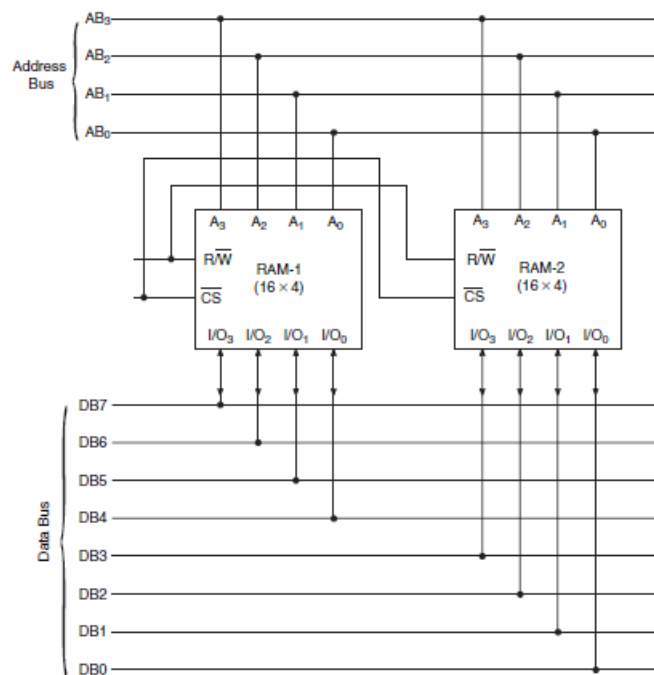 AB₃
AB₂
Address
Bus
AB₁
AB₀
A₃ A₂ A₁ A₀
A₃ A₂ A₁ A₀
R/W̅
RAM-1
(16 × 4)
C̅S̅
I/O₃ I/O₂ I/O₁ I/O₀
R/W̅
RAM-2
(16 × 4)
C̅S̅
I/O₃ I/O₂ I/O₁ I/O₀
DB7
DB6
DB5
DB4
Data Bus
DB3
DB2
DB1
DB0